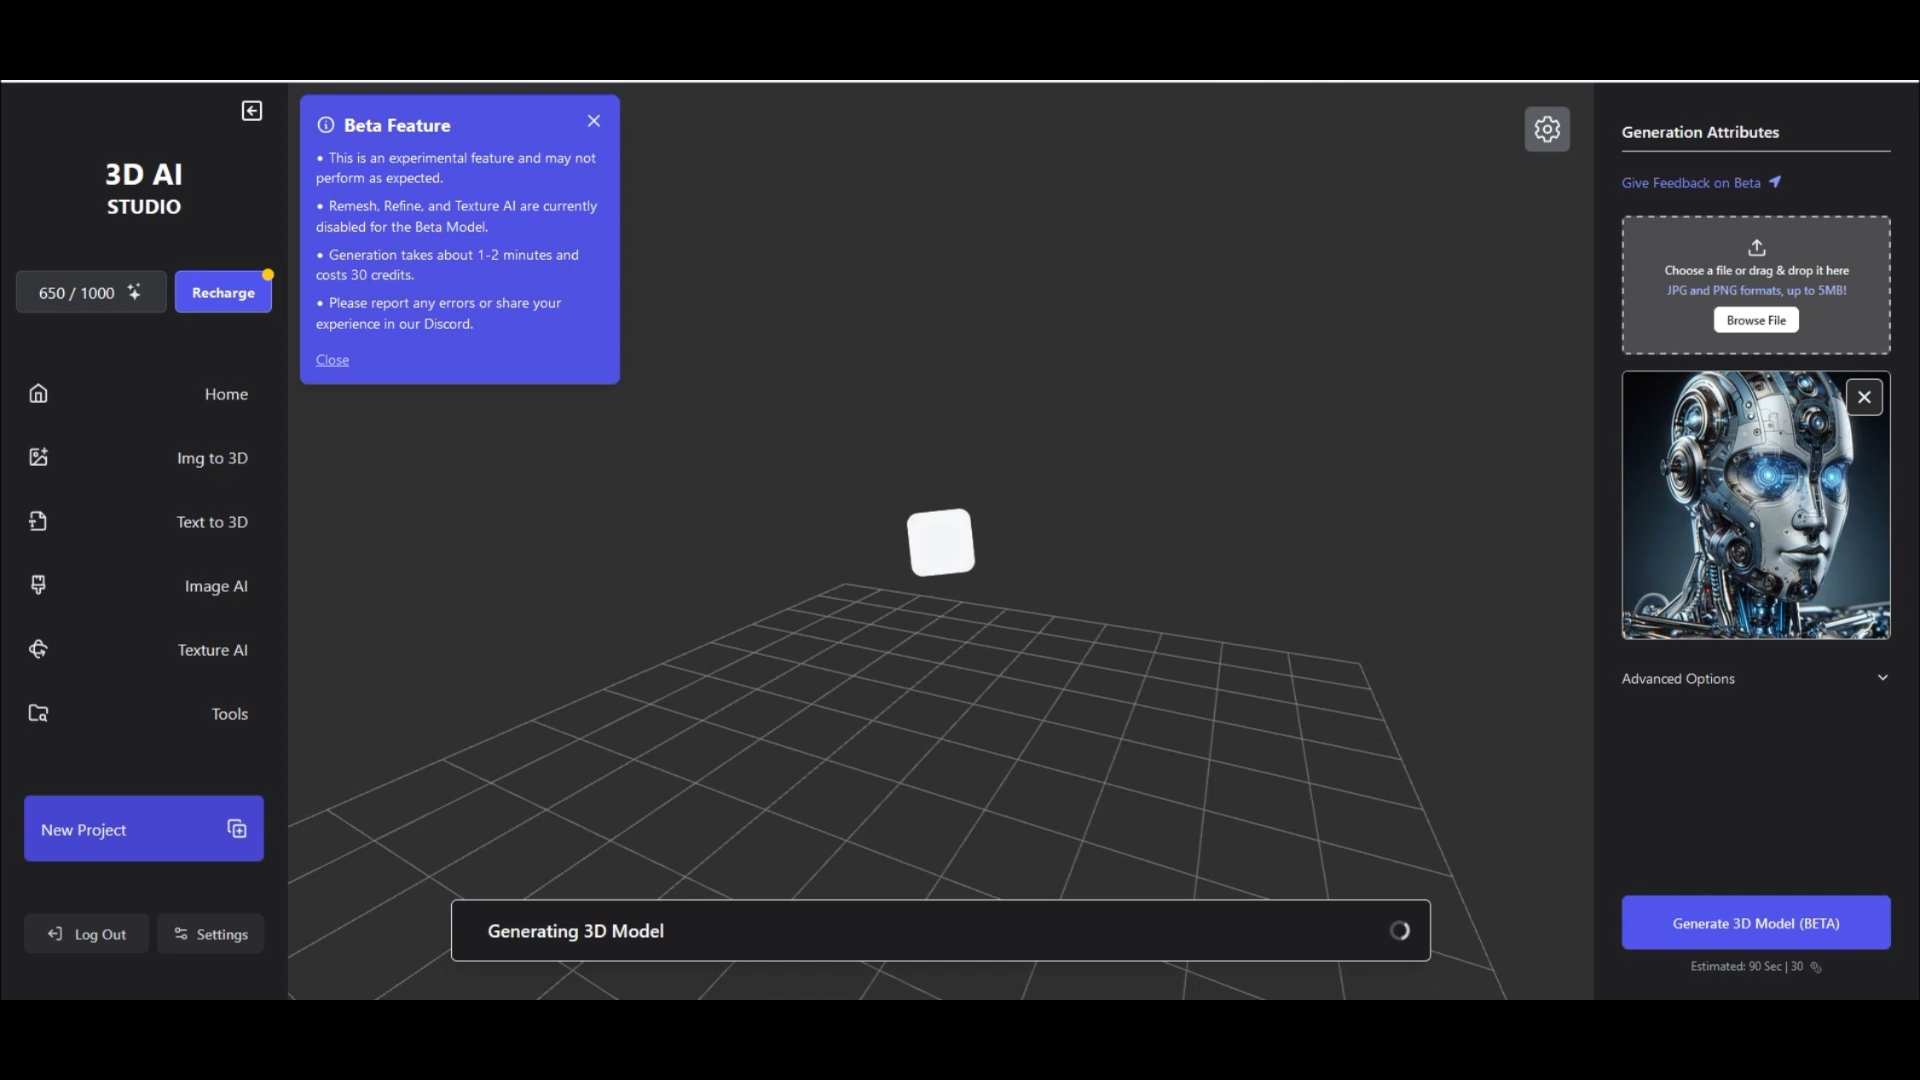 3D AI
STUDIO
650 / 1000
Recharge
Home
Img to 3D
Text to 3D
Image AI
Texture AI
Tools
New Project
Log Out
Settings
Beta Feature
• This is an experimental feature and may not
perform as expected.
• Remesh, Refine, and Texture AI are currently
disabled for the Beta Model.
• Generation takes about 1-2 minutes and
costs 30 credits.
• Please report any errors or share your
experience in our Discord.
Close
Generating 3D Model
Generation Attributes
Give Feedback on Beta
Choose a file or drag & drop it here
JPG and PNG formats, up to 5MB!
Browse File
Advanced Options
Generate 3D Model (BETA)
Estimated: 90 Sec | 30